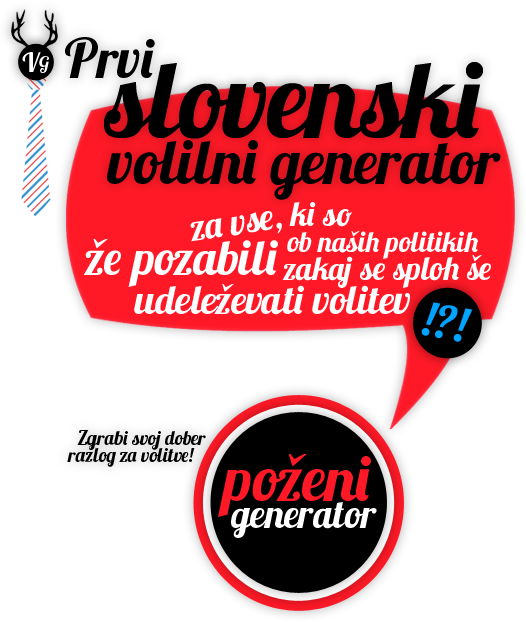 Vg
Prvi
slovenski
volilni generator
za vse, ki so
že pozabili
ob naših politikih
zakaj se sploh še
udeleževati volitev
!?!
Zgrabi svoj dober
razlog za volitve!
poženi
generator